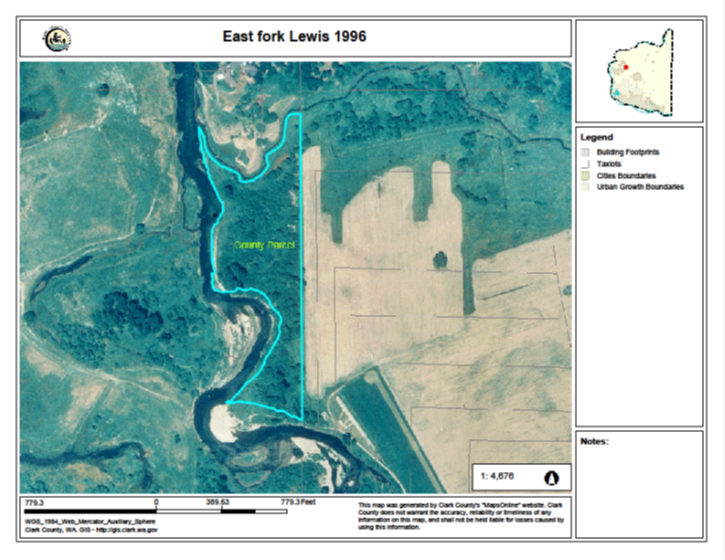 East fork Lewis 1996
County Parcel
Legend
Building Footprints
Taxlots
Cities Boundaries
Urban Growth Boundaries
Notes:
1: 4,676
779.3 0 389.63 779.3 Feet
WGS_1984_Web_Mercator_Auxiliary_Sphere
Clark County, WA. GIS - http://gis.clark.wa.gov
This map was generated by Clark County's "MapsOnline" website. Clark
County does not warrant the accuracy, reliability or timeliness of any
information on this map, and shall not be held liable for losses caused by
using this information.